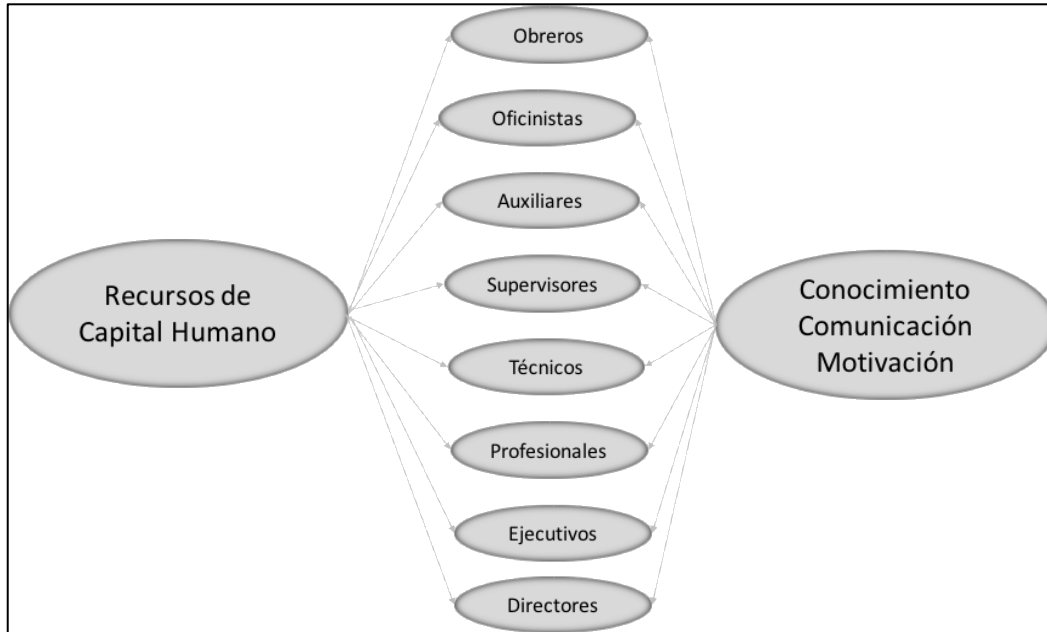 Recursos de
Capital Humano
Obreros
Oficinistas
Auxiliares
Supervisores
Técnicos
Profesionales
Ejecutivos
Directores
Conocimiento
Comunicación
Motivación